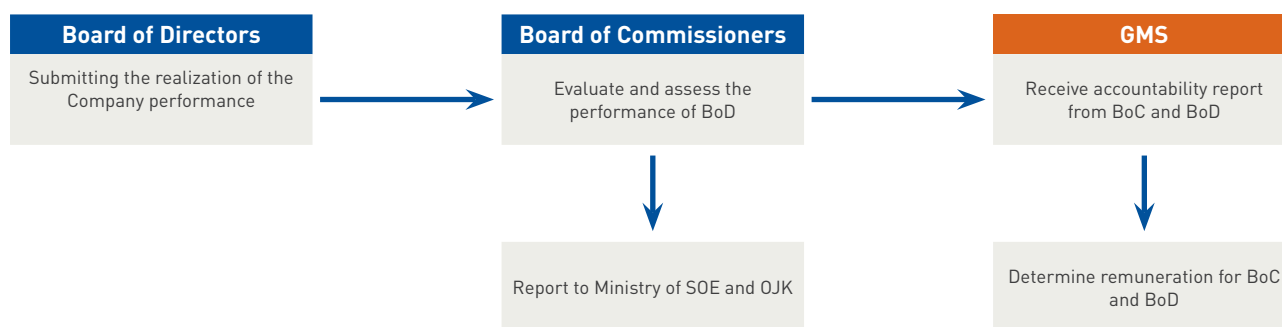 Board of Directors
Submitting the realization of the
Company performance
Board of Commissioners
Evaluate and assess the
performance of BoD
GMS
Receive accountability report
from BoC and BoD
Report to Ministry of SOE and OJK
Determine remuneration for BoC
and BoD